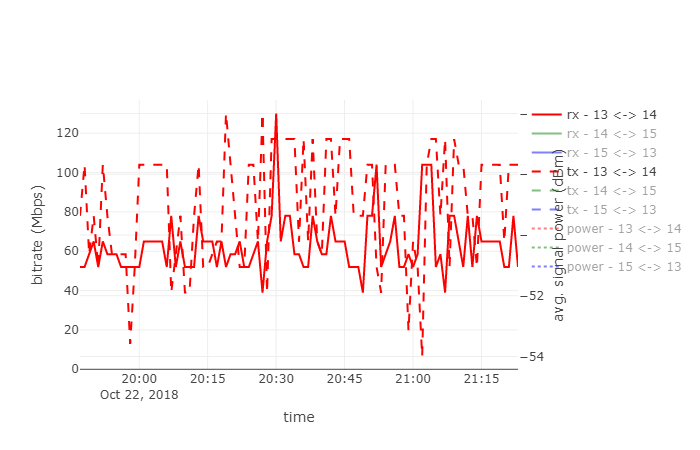 rx - 13 <-> 14
rx - 14 <-> 15
rx - 15 <-> 13
tx - 13 <-> 14
tx - 14 <-> 15
tx - 15 <-> 13
power - 13 <-> 14
power - 14 <-> 15
power - 15 <-> 13
bitrate (Mbps)
120
100
80
60
40
20
0
avg. signal power (dBm)
−52
−54
20:00
20:15
20:30
20:45
21:00
21:15
Oct 22, 2018
time